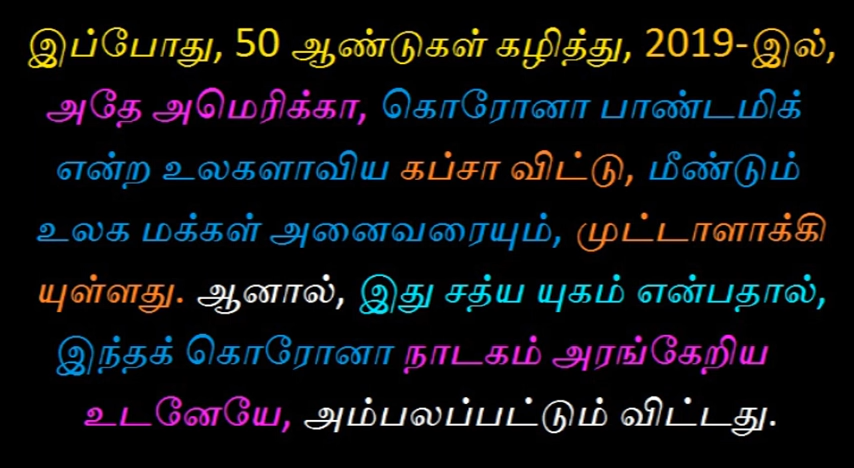 இப்போது, 50 ஆண்டுகள் கழித்து, 2019-இல்,
அதே அமெரிக்கா, கொரோனா பாண்டமிக்
என்ற உலகளாவிய கப்சா விட்டு, மீண்டும்
உலக மக்கள் அனைவரையும், முட்டாளாக்கி
யுள்ளது. ஆனால், இது சத்ய யுகம் என்பதால்,
இந்தக் கொரோனா நாடகம் அரங்கேறிய
உடனேயே, அம்பலப்பட்டும் விட்டது.